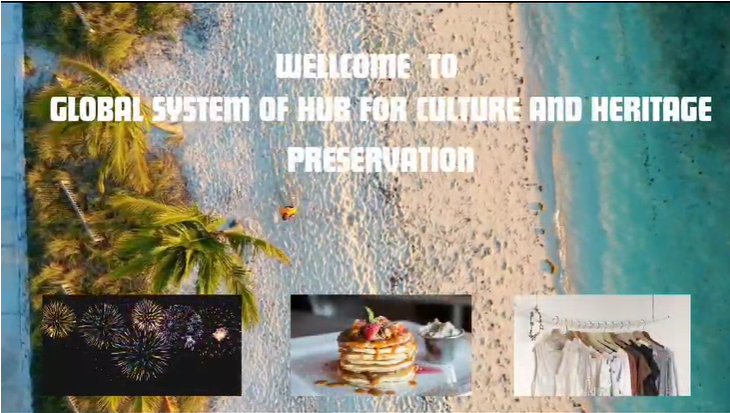 WELLCOME TO
GLOBAL SYSTEM OF HUB FOR CULTURE AND HERITAGE
PRESERVATION